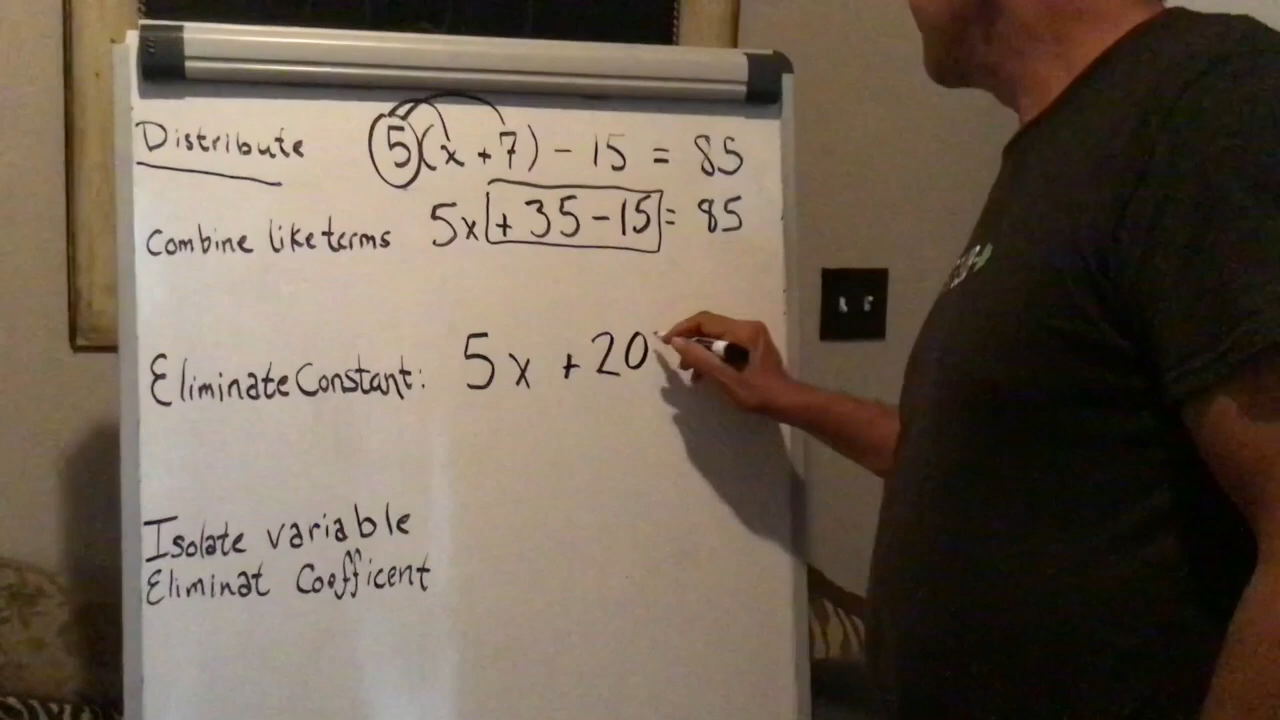 Distribute 5(x+7) - 15 = 85
Combine like terms 5x + 35 - 15 = 85
Eliminate Constant: 5x + 20
Isolate variable
Eliminat Coefficent